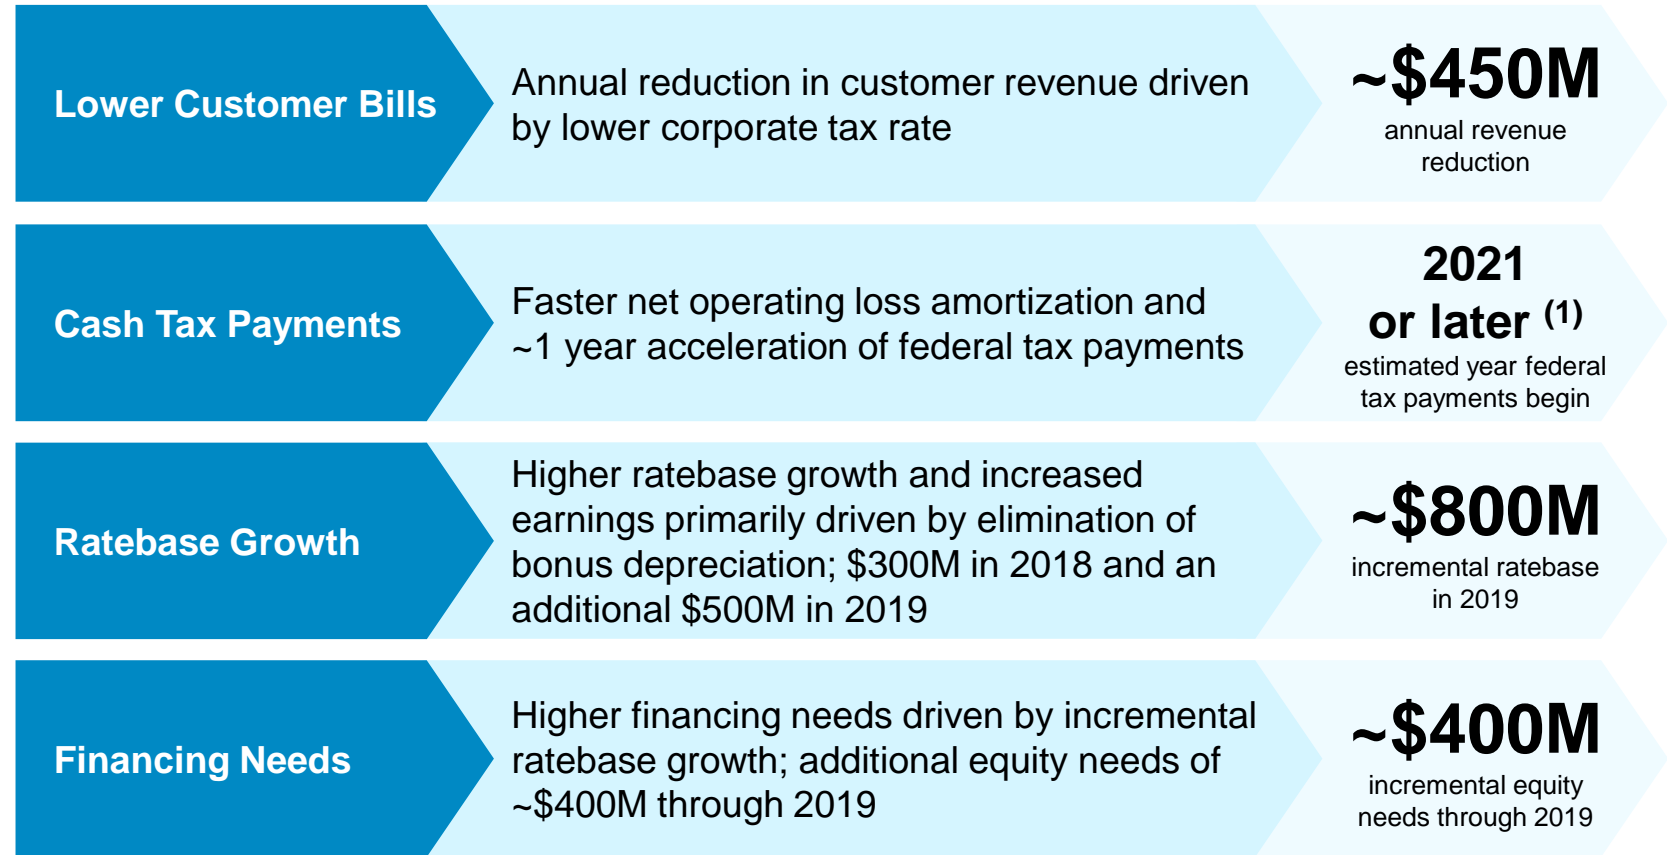 Lower Customer Bills
Annual reduction in customer revenue driven
by lower corporate tax rate
~$450M
annual revenue
reduction
Cash Tax Payments
Faster net operating loss amortization and
~1 year acceleration of federal tax payments
2021
or later (1)
estimated year federal
tax payments begin
Ratebase Growth
Higher ratebase growth and increased
earnings primarily driven by elimination of
bonus depreciation; $300M in 2018 and an
additional $500M in 2019
~$800M
incremental ratebase
in 2019
Financing Needs
Higher financing needs driven by incremental
ratebase growth; additional equity needs of
~$400M through 2019
~$400M
incremental equity
needs through 2019